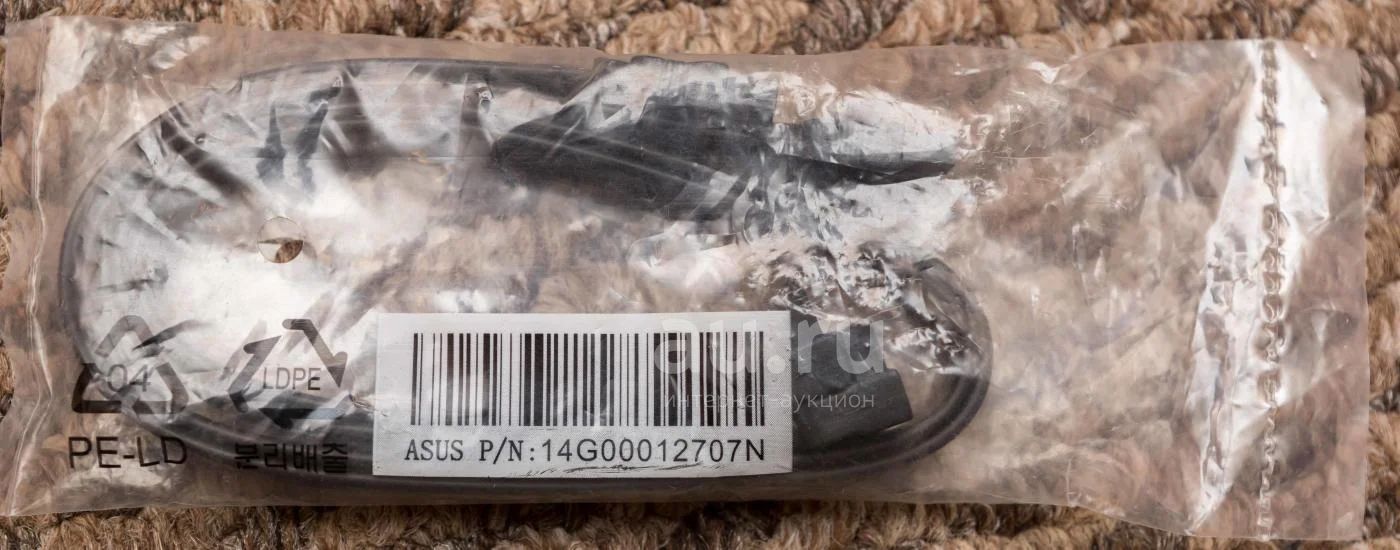 04
PE-LD
LDPE
분리배출
ASUS P/N:14G00012707N
au.ru
интернет-аукцион